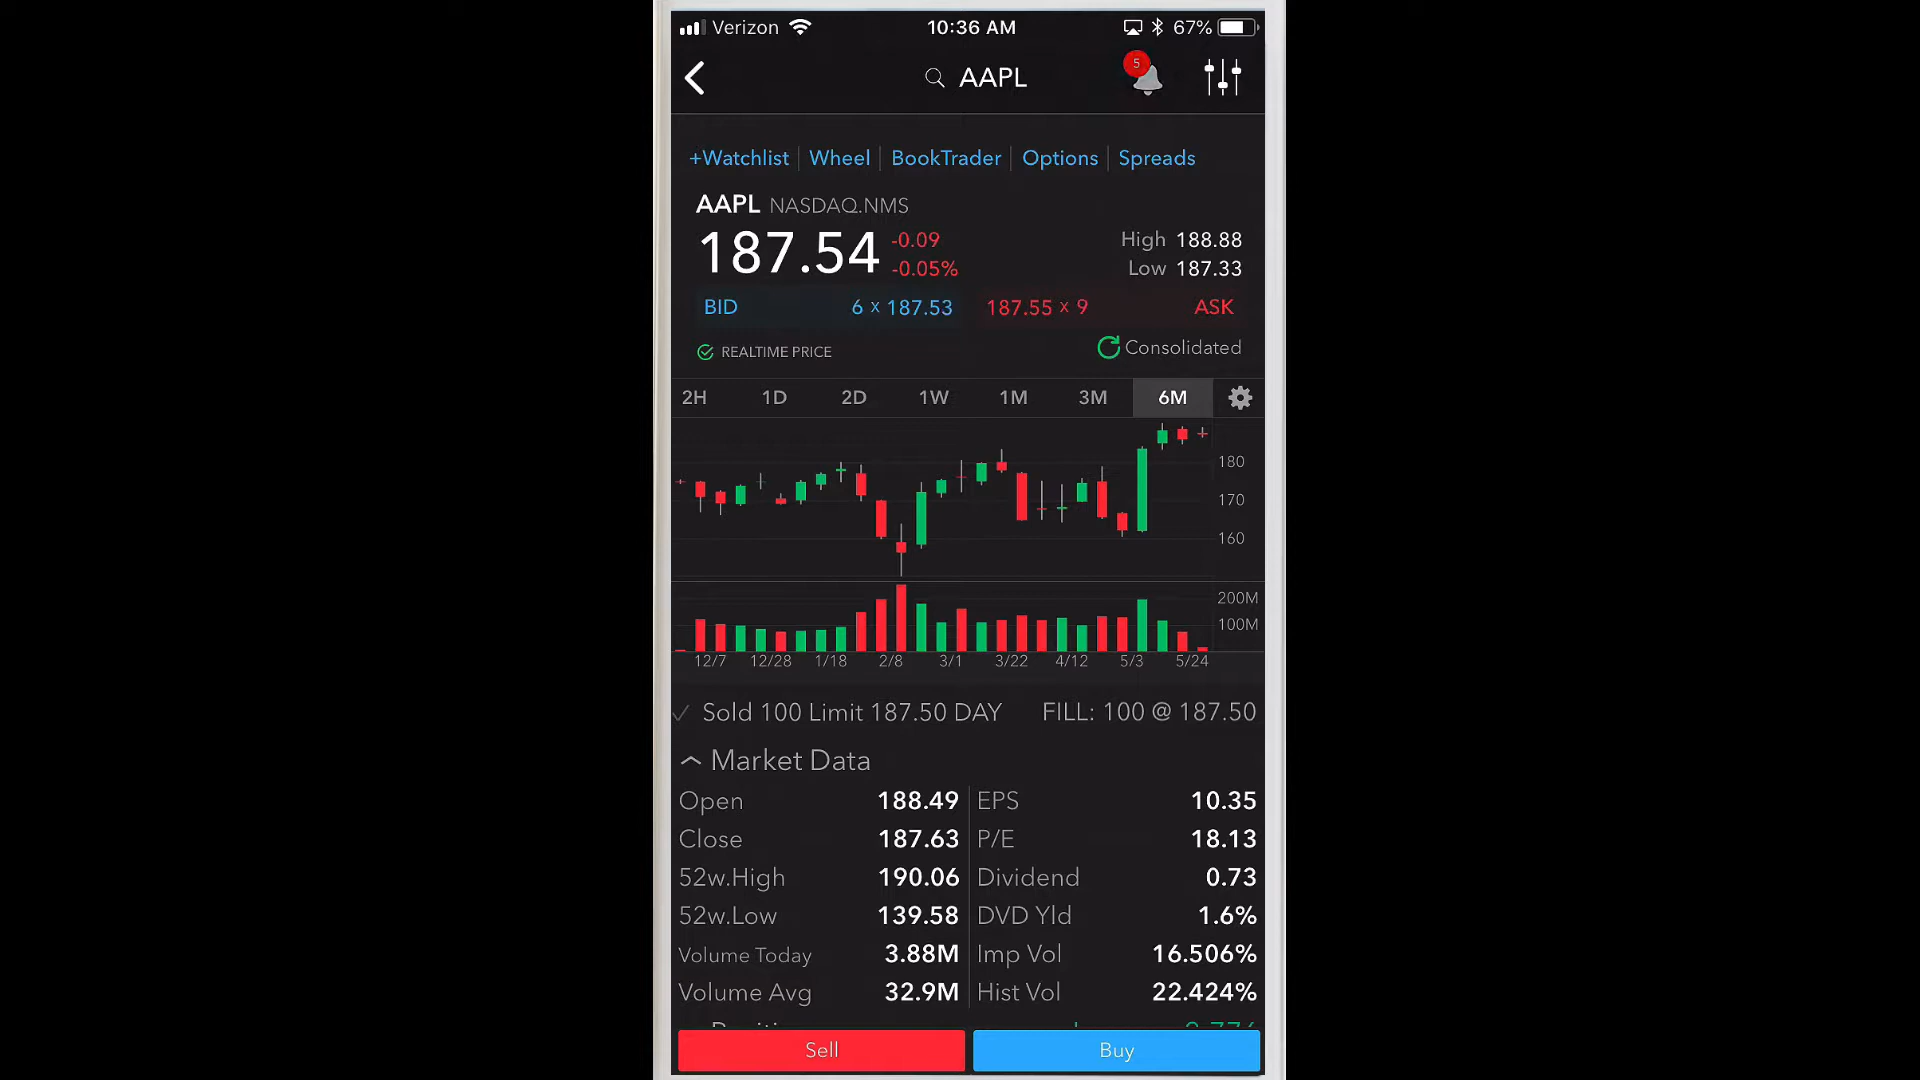 Verizon 10:36 AM 67%
AAPL 5
+Watchlist Wheel BookTrader Options Spreads
AAPL NASDAQ.NMS
187.54 -0.09 High 188.88
-0.05% Low 187.33
BID 6 x 187.53 187.55 x 9 ASK
REALTIME PRICE Consolidated
2H 1D 2D 1W 1M 3M 6M
180
170
160
200M
100M
12/7 12/28 1/18 2/8 3/1 3/22 4/12 5/3 5/24
Sold 100 Limit 187.50 DAY FILL: 100 @ 187.50
Market Data
Open 188.49 EPS 10.35
Close 187.63 P/E 18.13
52w.High 190.06 Dividend 0.73
52w.Low 139.58 DVD Yld 1.6%
Volume Today 3.88M Imp Vol 16.506%
Volume Avg 32.9M Hist Vol 22.424%
Sell Buy